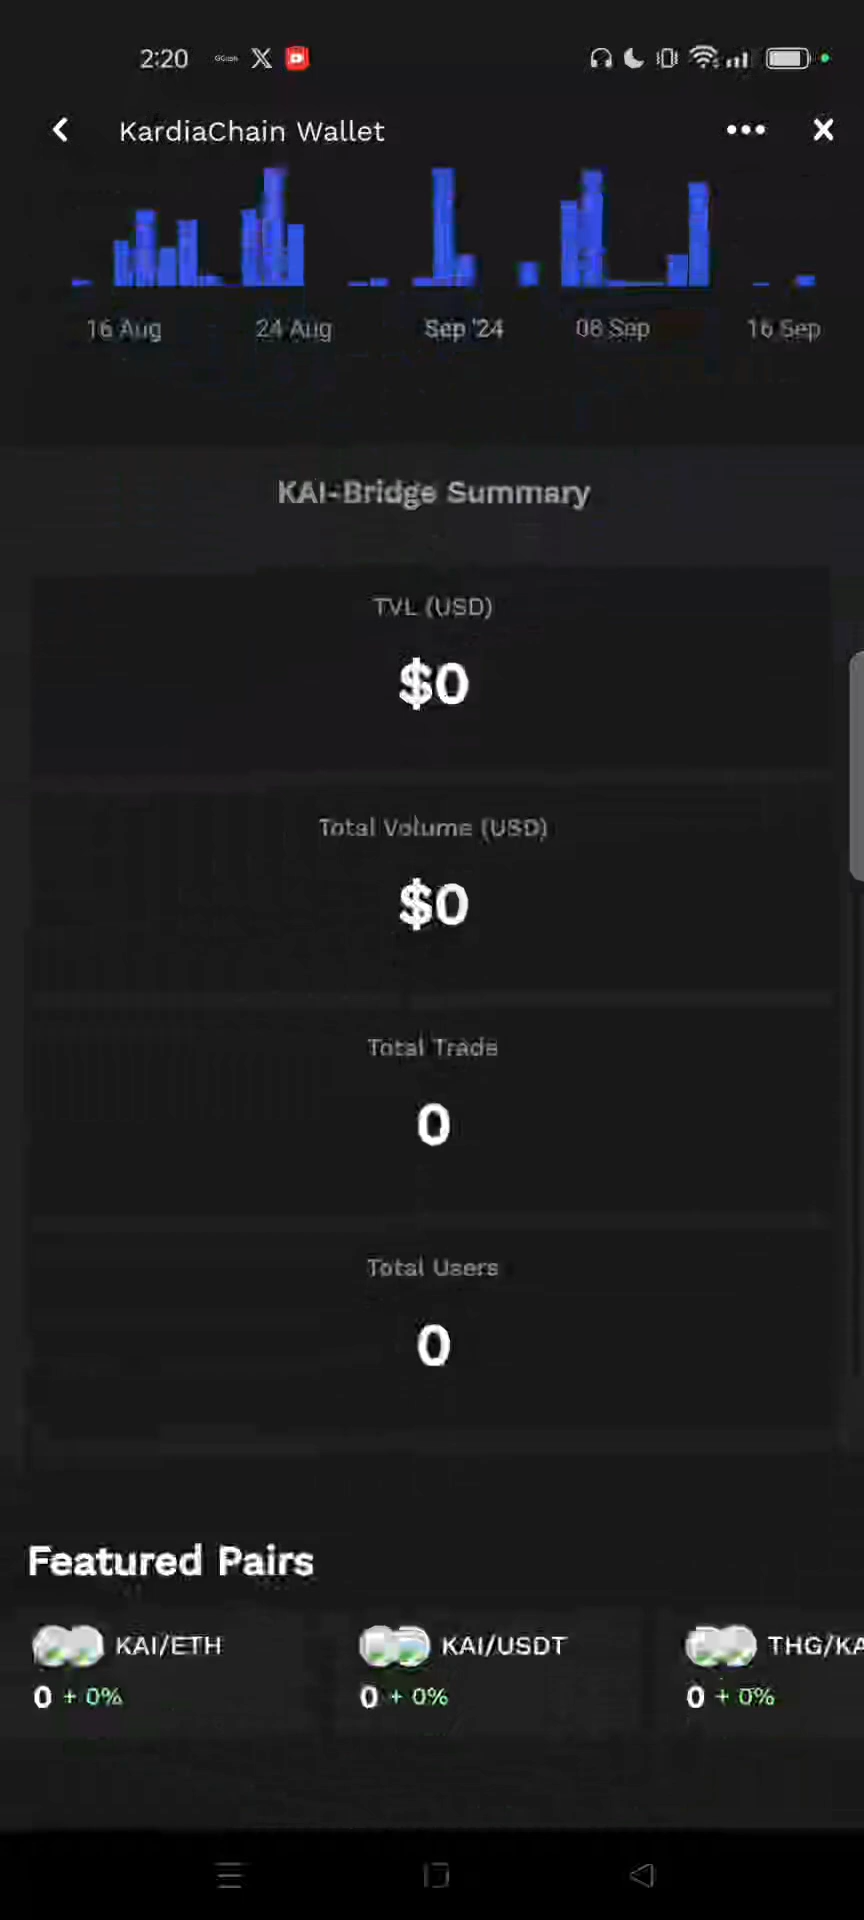 2:20
KardiaChain Wallet
16 Aug 24 Aug Sep '24 08 Sep 16 Sep
KAI-Bridge Summary
TVL (USD)
$0
Total Volume (USD)
$0
Total Trade
0
Total Users
0
Featured Pairs
KAI/ETH KAI/USDT THG/KA
0 + 0% 0 + 0% 0 + 0%